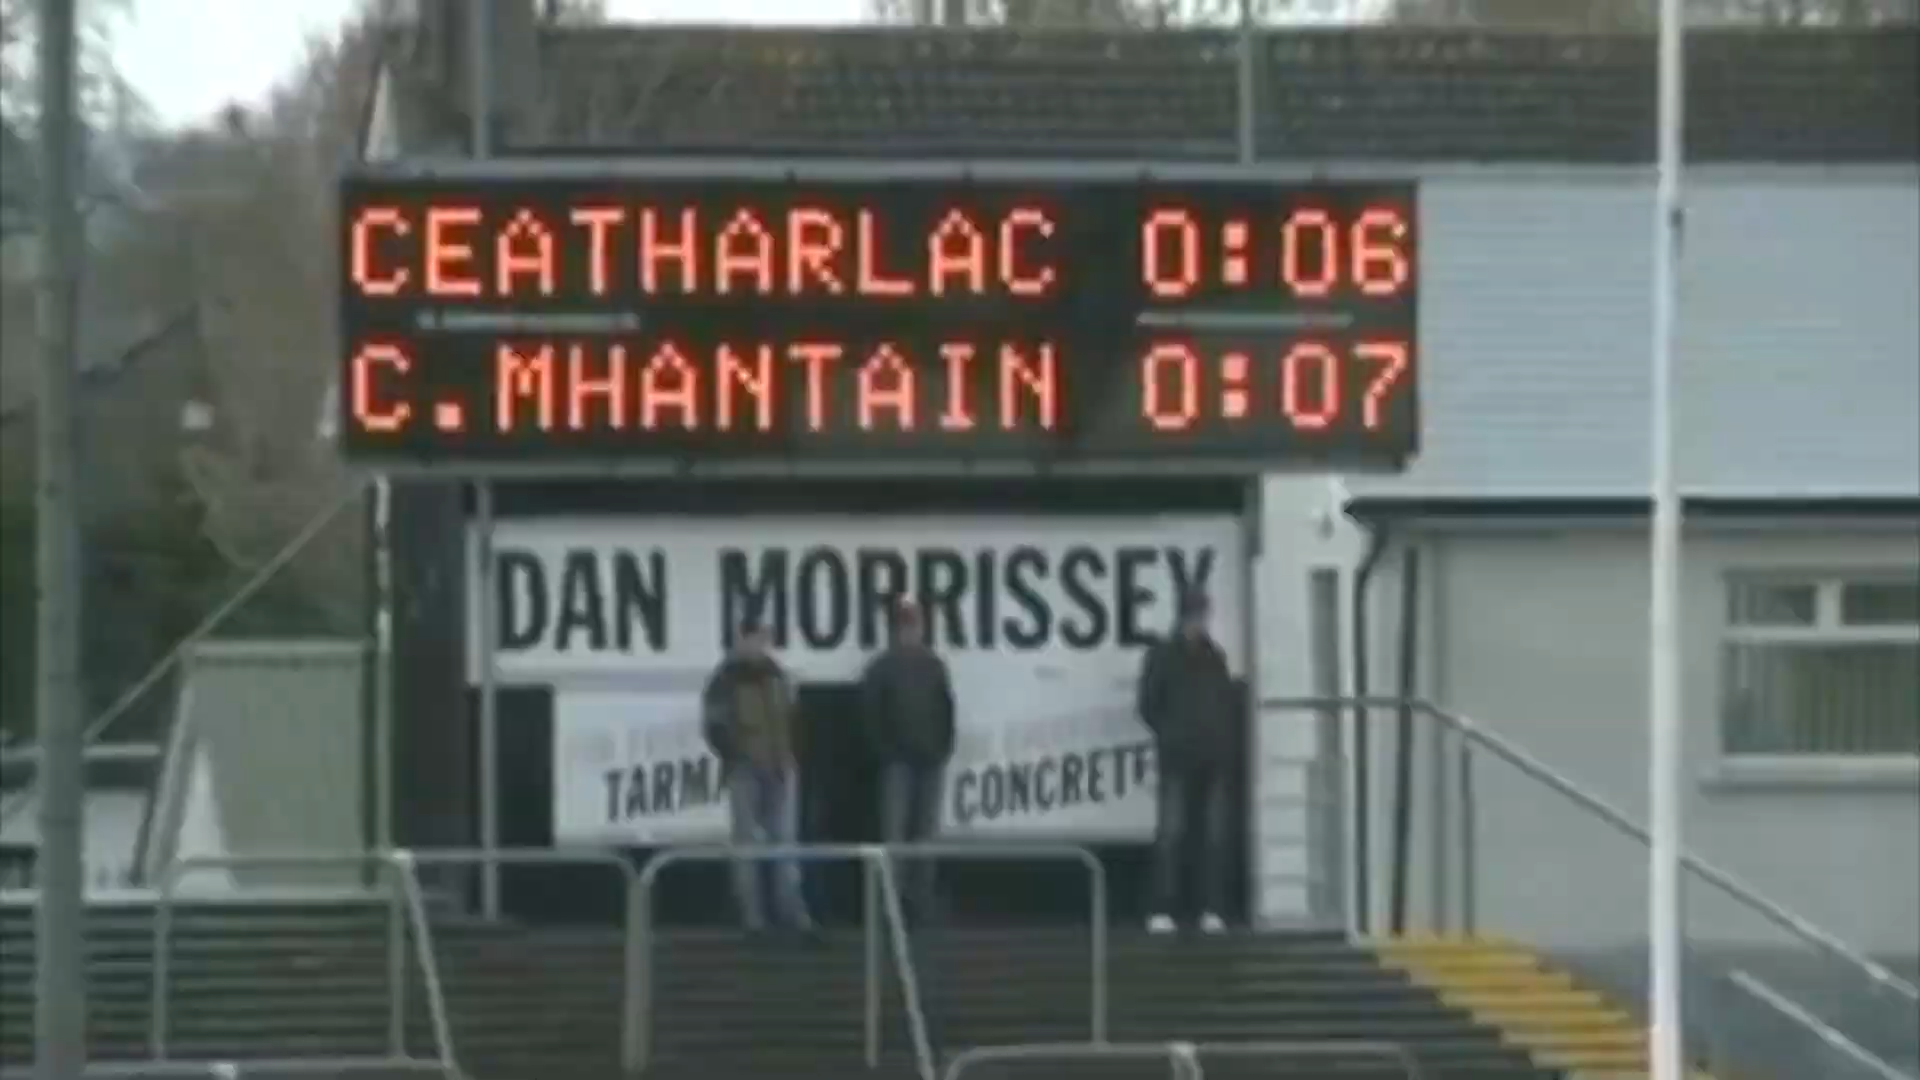 CEATHARLAC 0:06
C.MHANTAIN 0:07
DAN MORRISSEY
CONCRETE